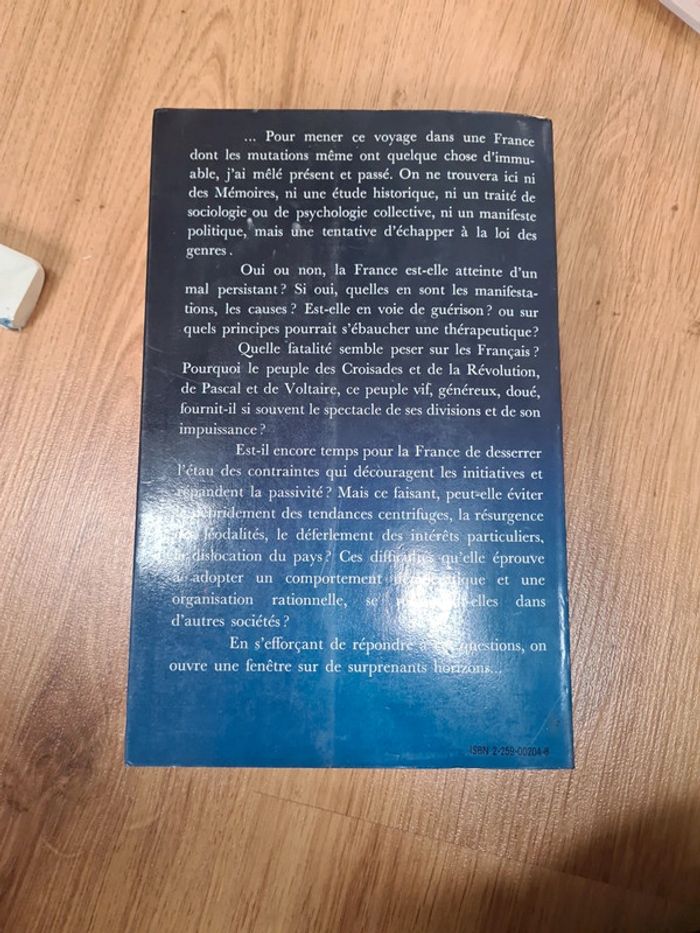 ... Pour mener ce voyage dans une France
dont les mutations même ont quelque chose d'immu-
able, j'ai mêlé présent et passé. On ne trouvera ici ni
des Mémoires, ni une étude historique, ni un traité de
sociologie ou de psychologie collective, ni un manifeste
politique, mais une tentative d'échapper à la loi des
genres.
Oui ou non, la France est-elle atteinte d'un
mal persistant? Si oui, quelles en sont les manifesta-
tions, les causes? Est-elle en voie de guérison? ou sur
quels principes pourrait s'ébaucher une thérapeutique?
Quelle fatalité semble peser sur les Français?
Pourquoi le peuple des Croisades et de la Révolution,
de Pascal et de Voltaire, ce peuple vif, généreux, doué,
fournit-il si souvent le spectacle de ses divisions et de son
impuissance?
Est-il encore temps pour la France de desserrer
l'étau des contraintes qui découragent les initiatives et
répandent la passivité? Mais ce faisant, peut-elle éviter
des tendances centrifuges, la résurgence
des féodalités, le déferlement des intérêts particuliers,
la dislocation du pays? Ces difficultés qu'elle éprouve
à adopter un comportement et une
organisation rationnelle, se dans
d'autres sociétés?
En s'efforçant de répondre à questions, on
ouvre une fenêtre sur de surprenants horizons...
ISBN 2-259-00204-8